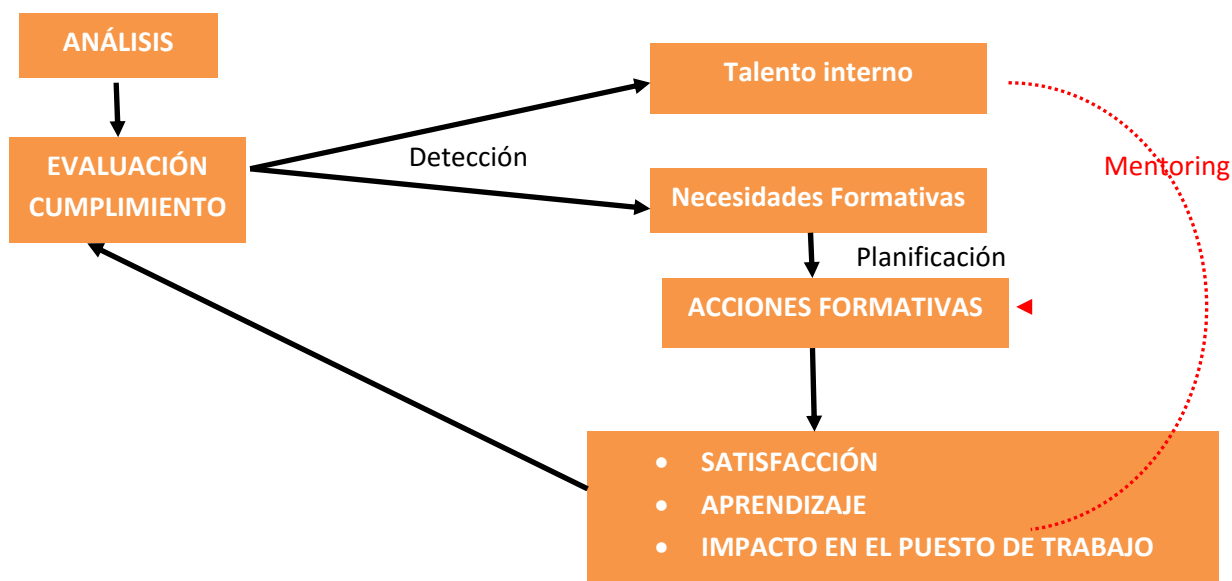 ANÁLISIS
Talento interno
EVALUACIÓN
CUMPLIMIENTO
Detección
Mentoring
Necesidades Formativas
Planificación
ACCIONES FORMATIVAS
• SATISFACCIÓN
• APRENDIZAJE
• IMPACTO EN EL PUESTO DE TRABAJO